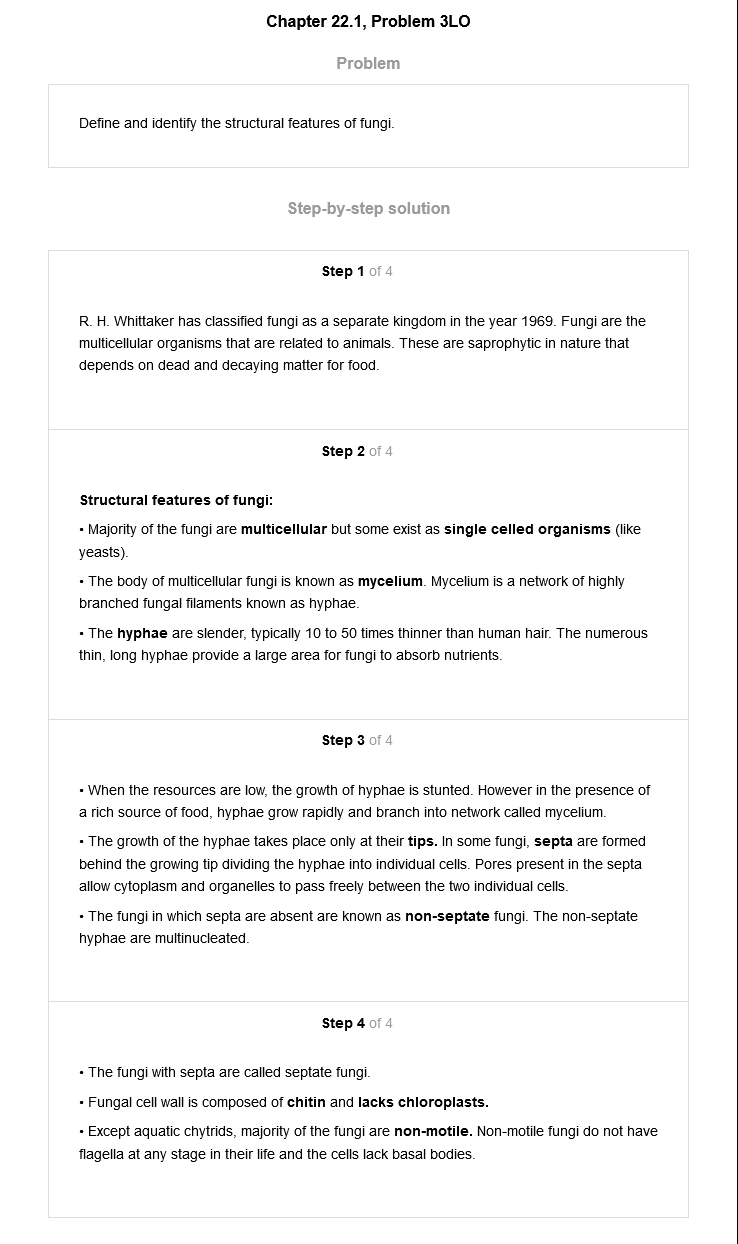 Chapter 22.1, Problem 3LO
Problem
Define and identify the structural features of fungi.
Step-by-step solution
Step 1 of 4
R. H. Whittaker has classified fungi as a separate kingdom in the year 1969. Fungi are the
multicellular organisms that are related to animals. These are saprophytic in nature that
depends on dead and decaying matter for food.
Step 2 of 4
Structural features of fungi:
• Majority of the fungi are multicellular but some exist as single celled organisms (like
yeasts).
• The body of multicellular fungi is known as mycelium. Mycelium is a network of highly
branched fungal filaments known as hyphae.
• The hyphae are slender, typically 10 to 50 times thinner than human hair. The numerous
thin, long hyphae provide a large area for fungi to absorb nutrients.
Step 3 of 4
• When the resources are low, the growth of hyphae is stunted. However in the presence of
a rich source of food, hyphae grow rapidly and branch into network called mycelium.
• The growth of the hyphae takes place only at their tips. In some fungi, septa are formed
behind the growing tip dividing the hyphae into individual cells. Pores present in the septa
allow cytoplasm and organelles to pass freely between the two individual cells.
• The fungi in which septa are absent are known as non-septate fungi. The non-septate
hyphae are multinucleated.
Step 4 of 4
• The fungi with septa are called septate fungi.
• Fungal cell wall is composed of chitin and lacks chloroplasts.
• Except aquatic chytrids, majority of the fungi are non-motile. Non-motile fungi do not have
flagella at any stage in their life and the cells lack basal bodies.